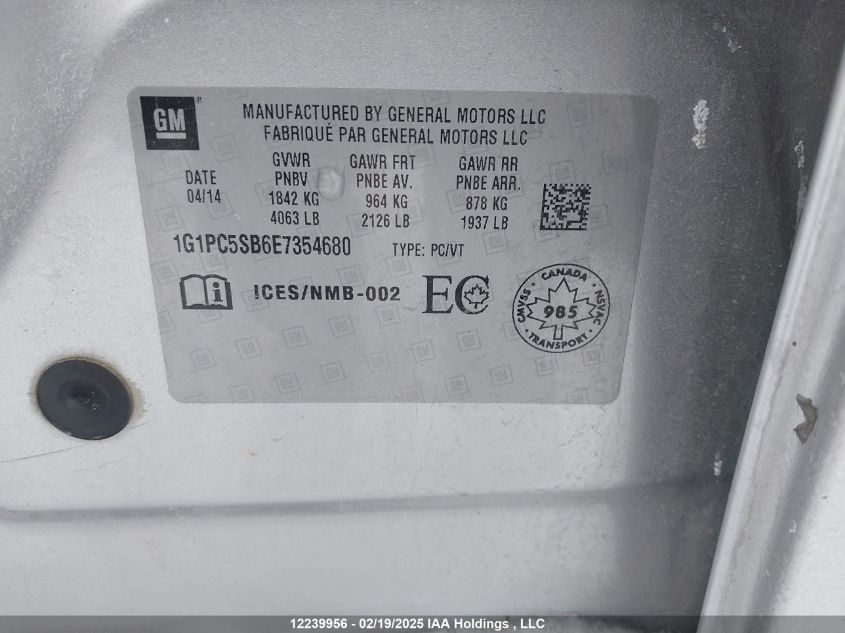 GM ®
MANUFACTURED BY GENERAL MOTORS LLC
FABRIQUÉ PAR GENERAL MOTORS LLC
DATE
04/14
GVWR
PNBV
1842 KG
4063 LB
GAWR FRT
PNBE AV.
964 KG
2126 LB
GAWR RR
PNBE ARR.
878 KG
1937 LB
1G1PC5SB6E7354680
TYPE: PC/VT
ICES/NMB-002
EC
CANADA
CMVSS
NSVAC
985
TRANSPORT
12239956 - 02/19/2025 IAA Holdings , LLC